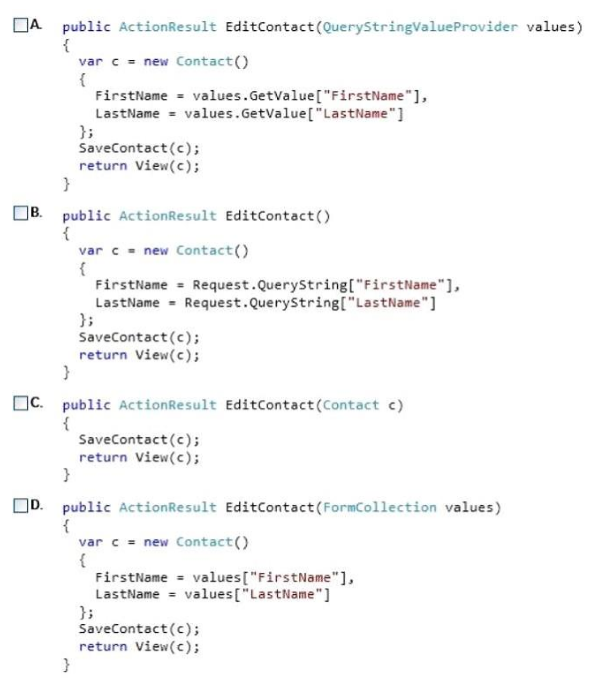 A. public ActionResult EditContact(QueryStringValueProvider values)
{
var c = new Contact()
{
FirstName = values.GetValue["FirstName"],
LastName = values.GetValue["LastName"]
};
SaveContact(c);
return View(c);
}
B. public ActionResult EditContact()
{
var c = new Contact()
{
FirstName = Request.QueryString["FirstName"],
LastName = Request.QueryString["LastName"]
};
SaveContact(c);
return View(c);
}
C. public ActionResult EditContact(Contact c)
{
SaveContact(c);
return View(c);
}
D. public ActionResult EditContact(FormCollection values)
{
var c = new Contact()
{
FirstName = values["FirstName"],
LastName = values["LastName"]
};
SaveContact(c);
return View(c);
}